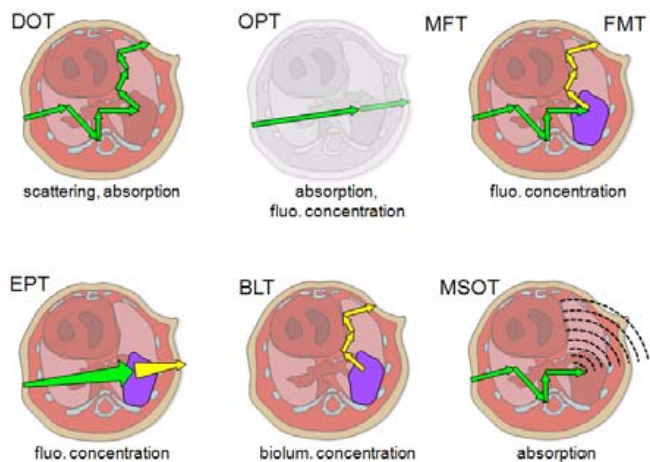 DOT
OPT
MFT
FMT
scattering, absorption
absorption,
fluo. concentration
fluo. concentration
EPT
BLT
MSOT
fluo. concentration
biolum. concentration
absorption